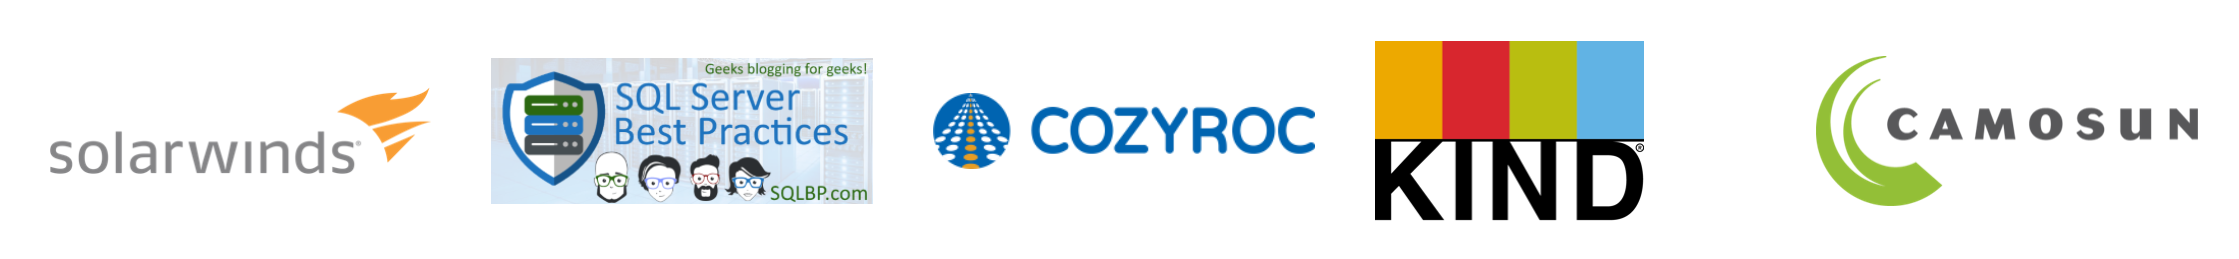 solarwinds
Geeks blogging for geeks!
SQL Server
Best Practices
SQLBP.com
COZYROC
KIND®
CAMOSUN